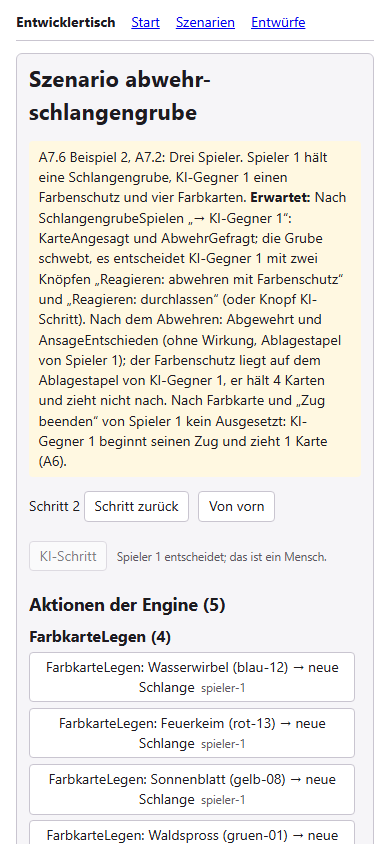 Entwicklertisch Start Szenarien Entwürfe
Szenario abwehr-
schlangengrube
A7.6 Beispiel 2, A7.2: Drei Spieler. Spieler 1 hält
eine Schlangengrube, KI-Gegner 1 einen
Farbenschutz und vier Farbkarten. Erwartet: Nach
SchlangengrubeSpielen „→ KI-Gegner 1“:
KarteAngesagt und AbwehrGefragt; die Grube
schwebt, es entscheidet KI-Gegner 1 mit zwei
Knöpfen „Reagieren: abwehren mit Farbenschutz“
und „Reagieren: durchlassen“ (oder Knopf KI-
Schritt). Nach dem Abwehren: Abgewehrt und
AnsageEntschieden (ohne Wirkung, Ablagestapel
von Spieler 1); der Farbenschutz liegt auf dem
Ablagestapel von KI-Gegner 1, er hält 4 Karten
und zieht nicht nach. Nach Farbkarte und „Zug
beenden“ von Spieler 1 kein Ausgesetzt: KI-
Gegner 1 beginnt seinen Zug und zieht 1 Karte
(A6).
Schritt 2 Schritt zurück Von vorn
KI-Schritt Spieler 1 entscheidet; das ist ein Mensch.
Aktionen der Engine (5)
FarbkarteLegen (4)
FarbkarteLegen: Wasserwirbel (blau-12) → neue
Schlange spieler-1
FarbkarteLegen: Feuerkeim (rot-13) → neue
Schlange spieler-1
FarbkarteLegen: Sonnenblatt (gelb-08) → neue
Schlange spieler-1
FarbkarteLegen: Waldspross (gruen-01) → neue